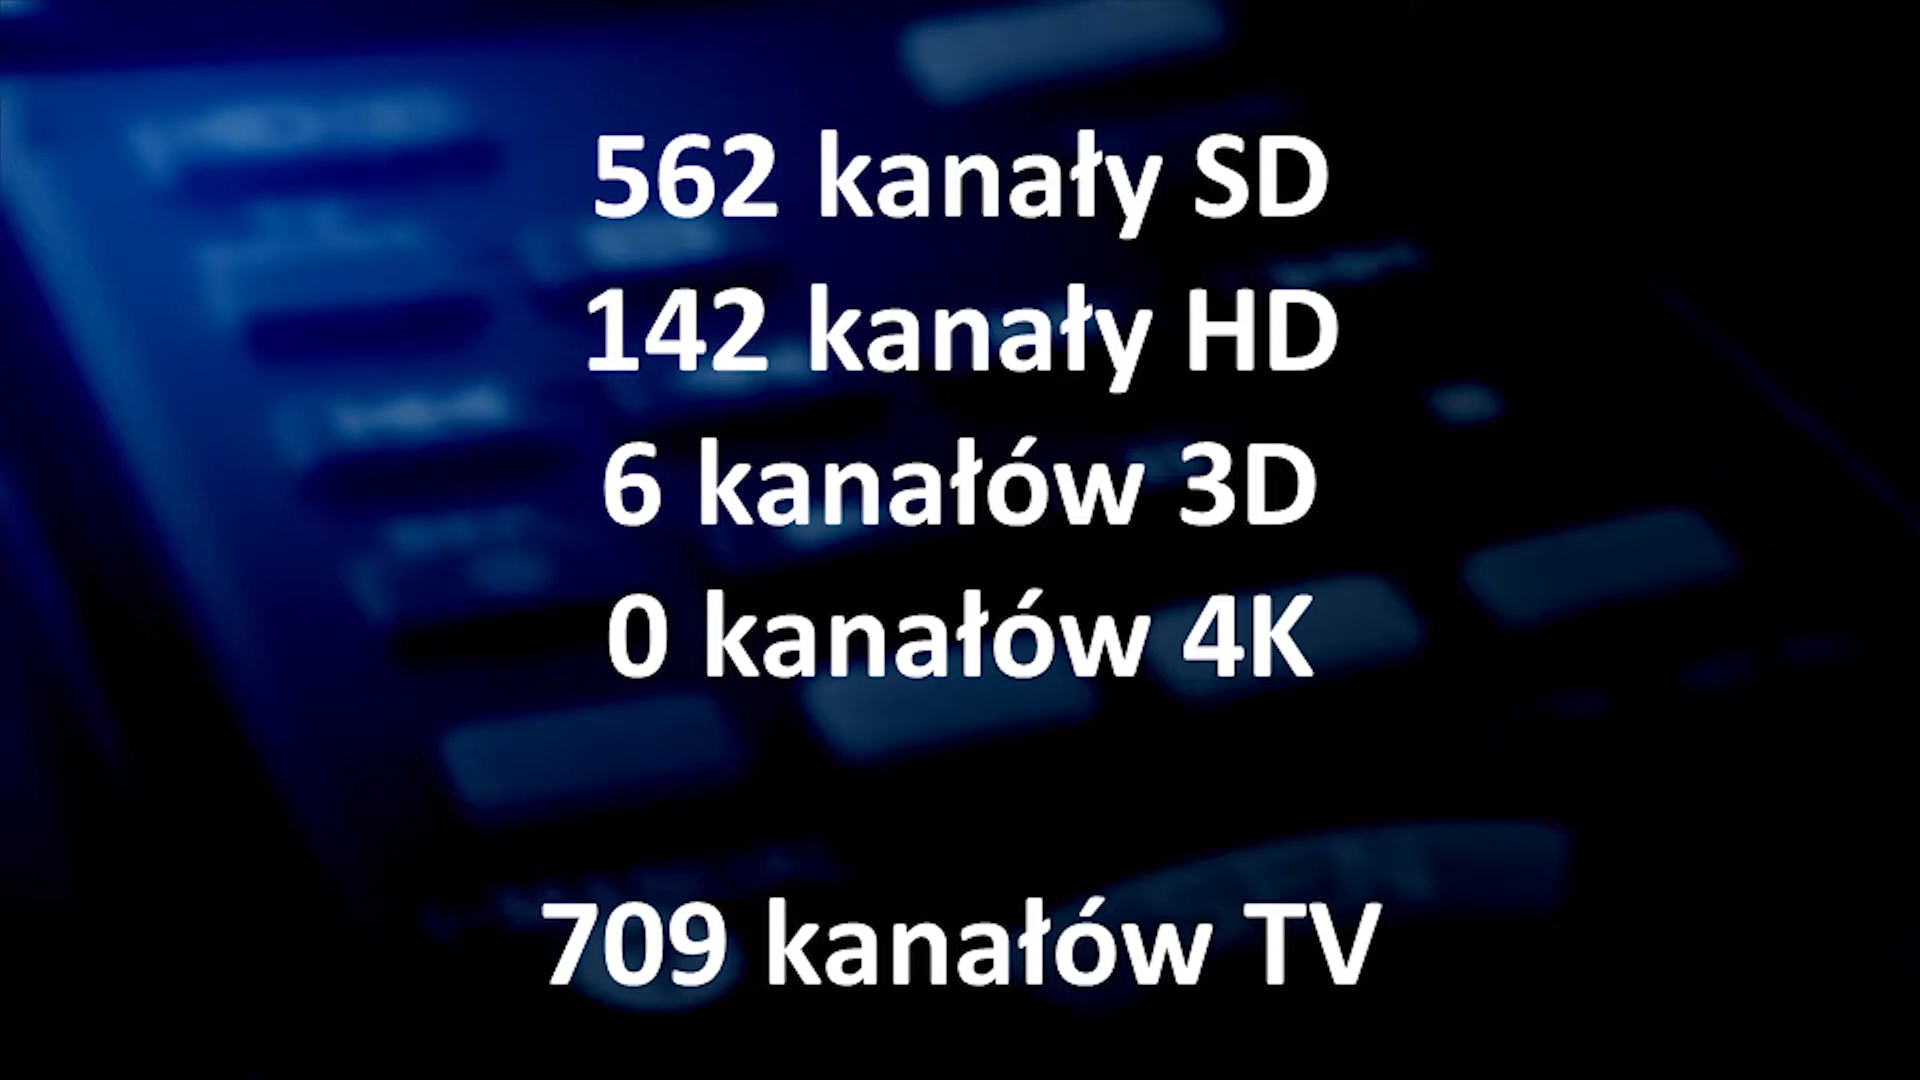 562 kanały SD
142 kanały HD
6 kanałów 3D
0 kanałów 4K
709 kanałów TV